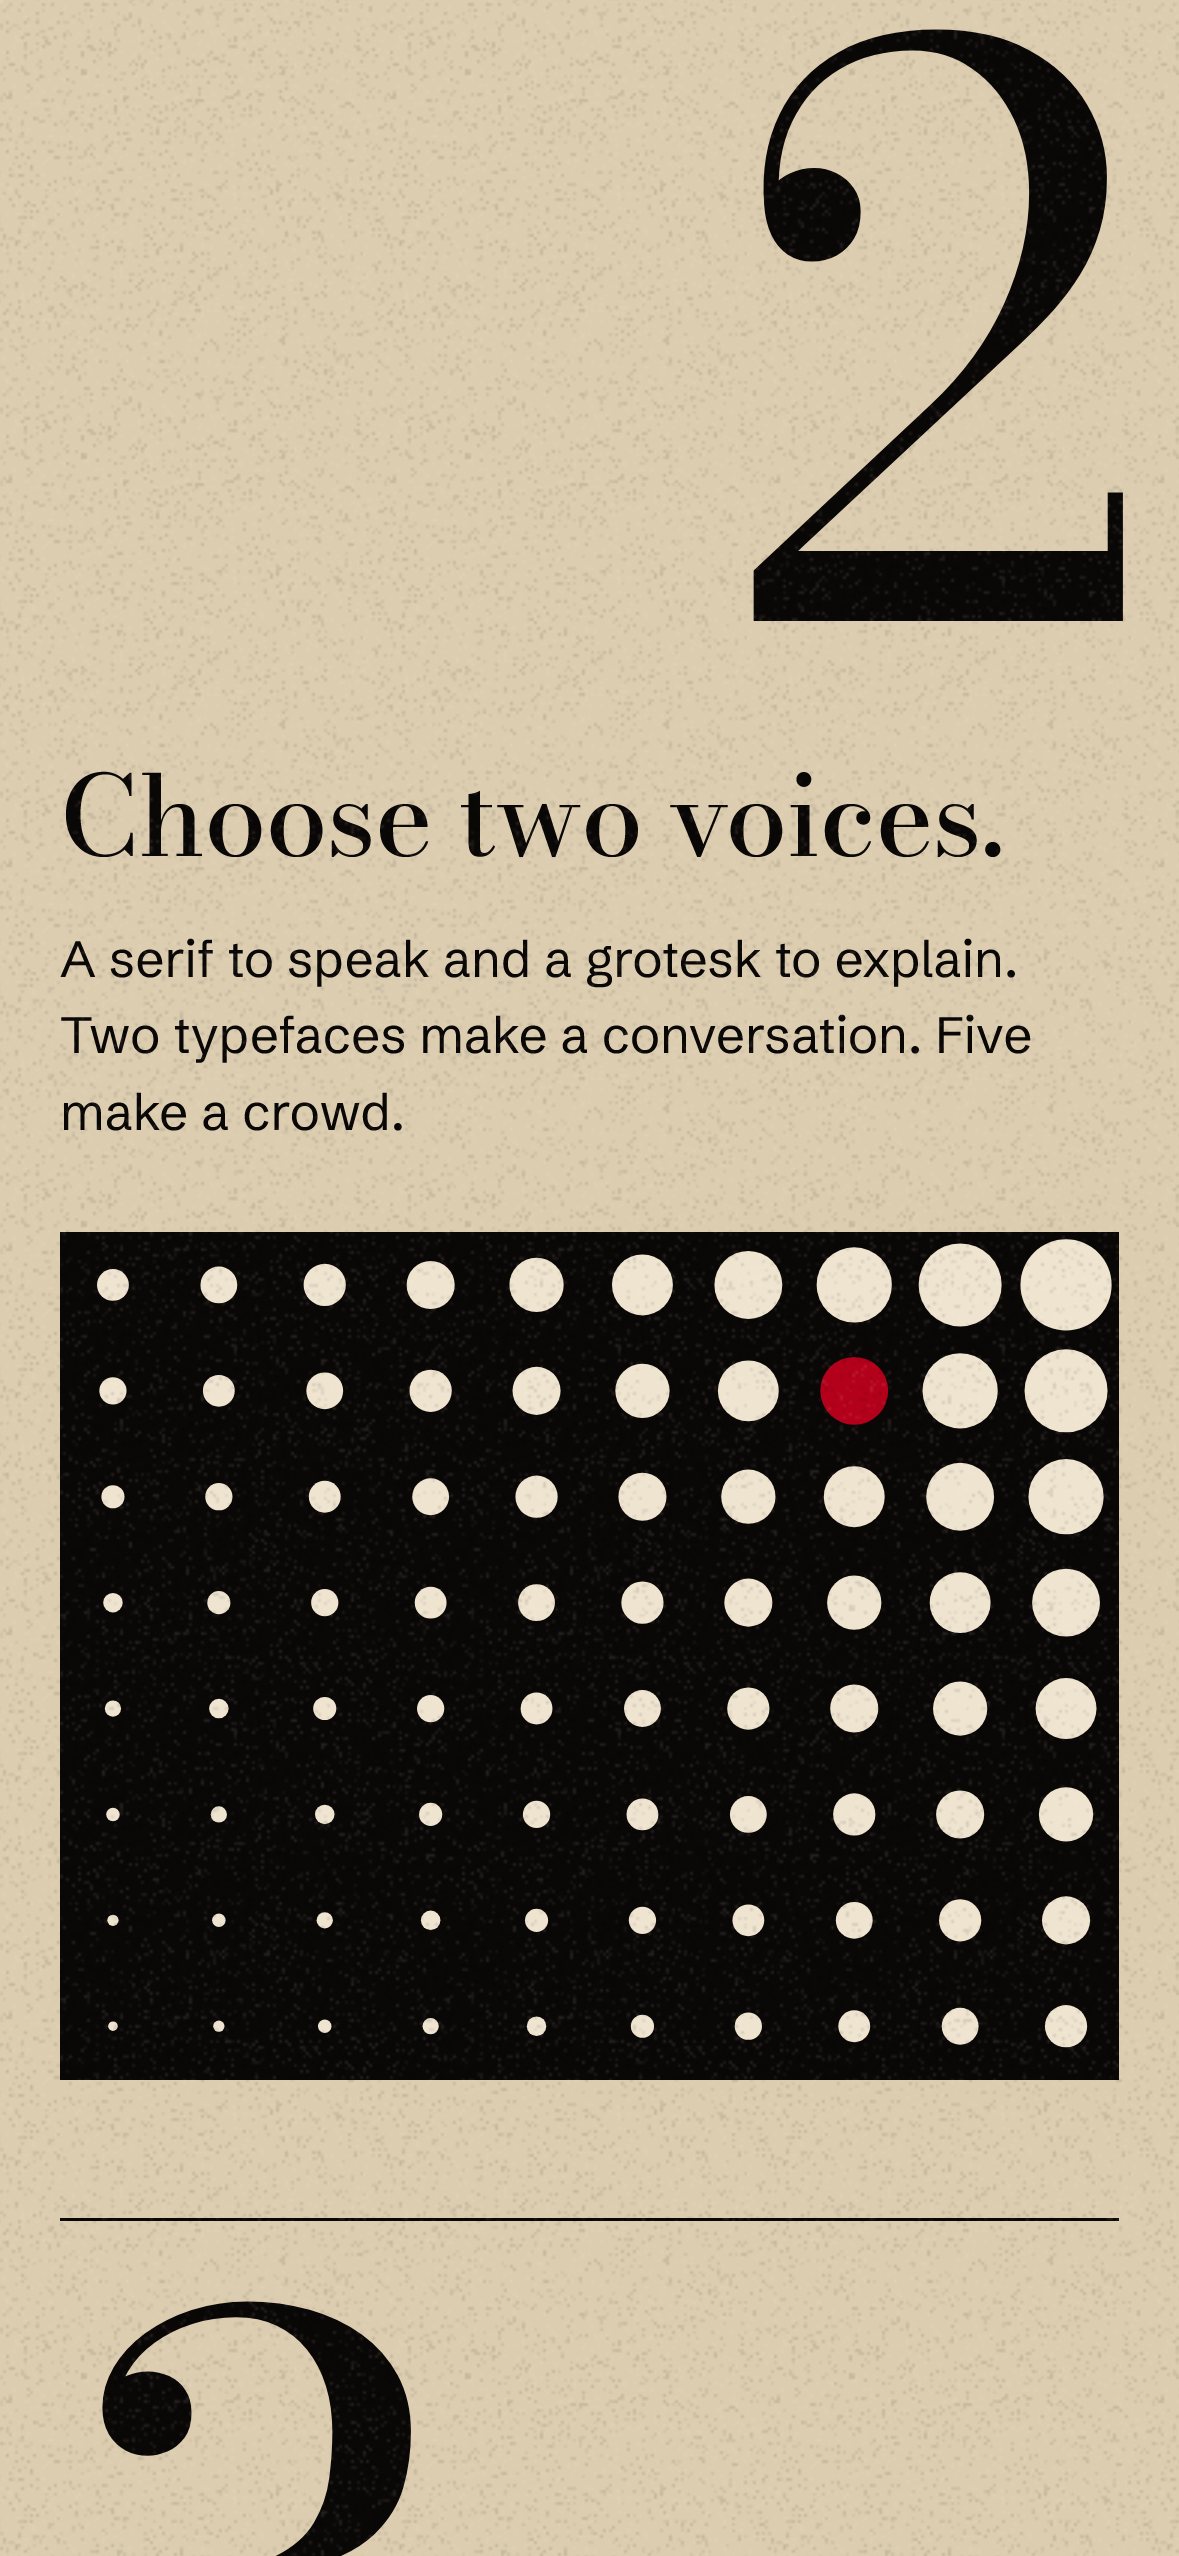 2
Choose two voices.
A serif to speak and a grotesk to explain.
Two typefaces make a conversation. Five
make a crowd.